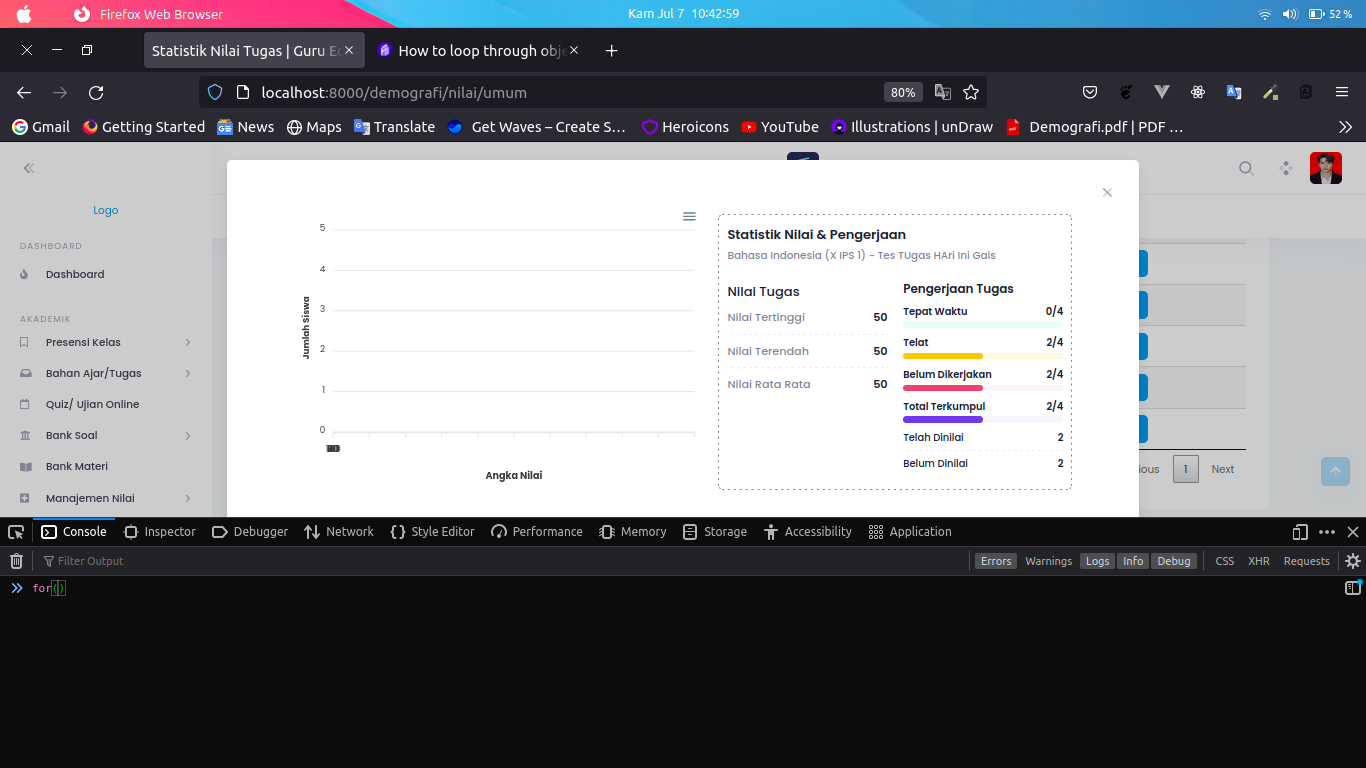 Firefox Web Browser
Kam Jul 7 10:42:59
52 %
Statistik Nilai Tugas | Guru E
How to loop through obje
localhost:8000/demografi/nilai/umum
80%
Gmail
Getting Started
News
Maps
Translate
Get Waves – Create S...
Heroicons
YouTube
Illustrations | unDraw
Demografi.pdf | PDF ...
Logo
DASHBOARD
Dashboard
AKADEMIK
Presensi Kelas
Bahan Ajar/Tugas
Quiz/ Ujian Online
Bank Soal
Bank Materi
Manajemen Nilai
5
4
3
2
1
0
Jumlah Siswa
Angka Nilai
Statistik Nilai & Pengerjaan
Bahasa Indonesia (X IPS 1) - Tes TUgas HAri Ini Gais
Nilai Tugas
Nilai Tertinggi 50
Nilai Terendah 50
Nilai Rata Rata 50
Pengerjaan Tugas
Tepat Waktu 0/4
Telat 2/4
Belum Dikerjakan 2/4
Total Terkumpul 2/4
Telah Dinilai 2
Belum Dinilai 2
ious 1 Next
Console
Inspector
Debugger
Network
Style Editor
Performance
Memory
Storage
Accessibility
Application
Filter Output
Errors
Warnings
Logs
Info
Debug
CSS
XHR
Requests
for()